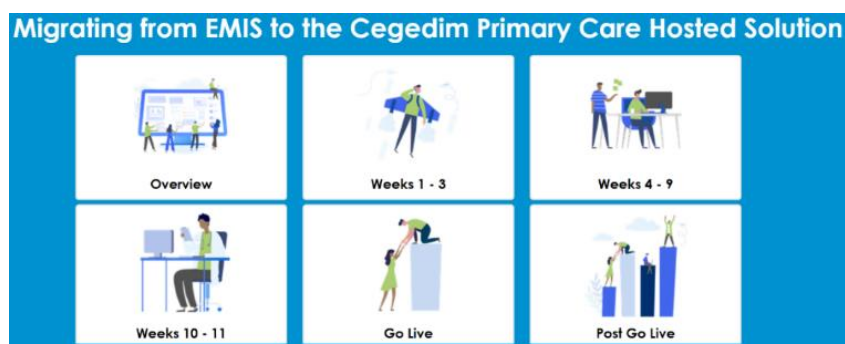 Migrating from EMIS to the Cegedim Primary Care Hosted Solution
Overview
Weeks 1 - 3
Weeks 4 - 9
Weeks 10 - 11
Go Live
Post Go Live